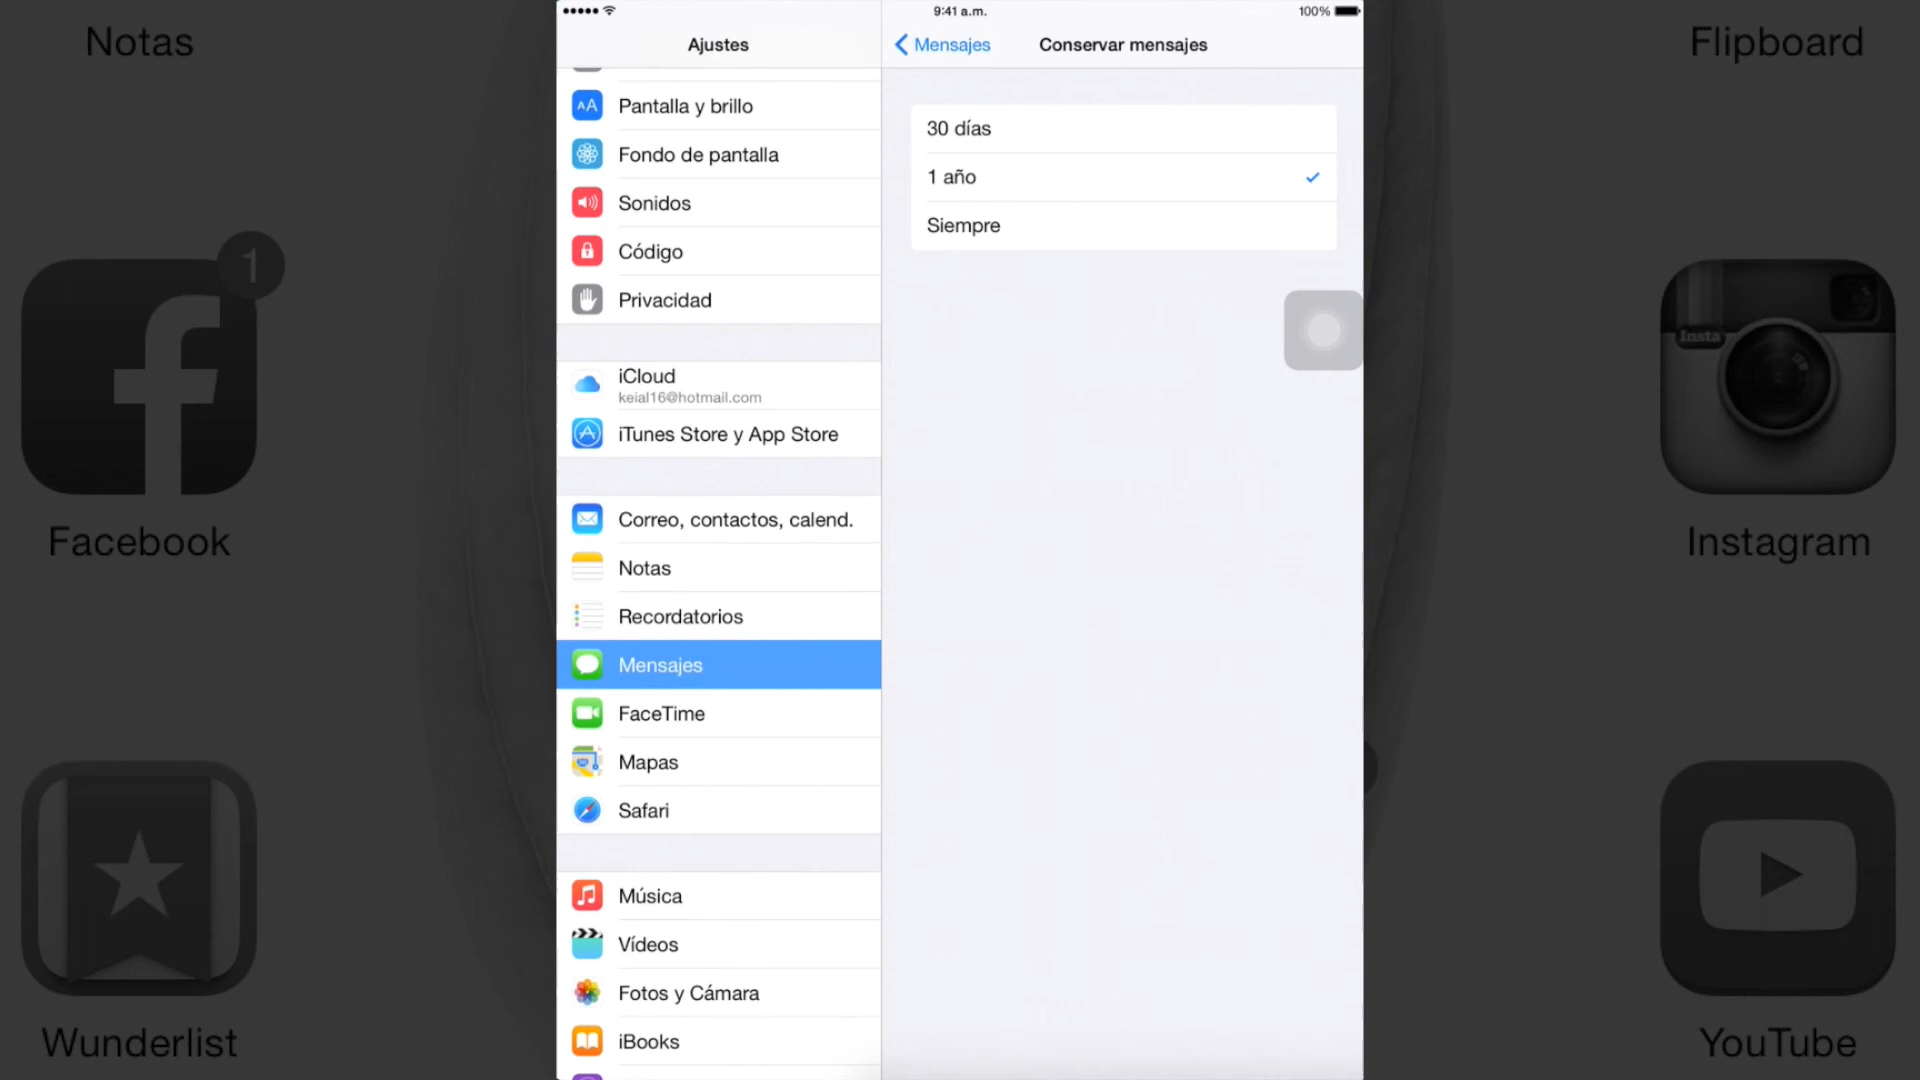 Notas
Facebook
1
Wunderlist
9:41 a.m.
100%
Ajustes
Pantalla y brillo
Fondo de pantalla
Sonidos
Código
Privacidad
iCloud
keial16@hotmail.com
iTunes Store y App Store
Correo, contactos, calend.
Notas
Recordatorios
Mensajes
FaceTime
Mapas
Safari
Música
Vídeos
Fotos y Cámara
iBooks
Mensajes
Conservar mensajes
30 días
1 año
Siempre
Flipboard
Insta
Instagram
YouTube